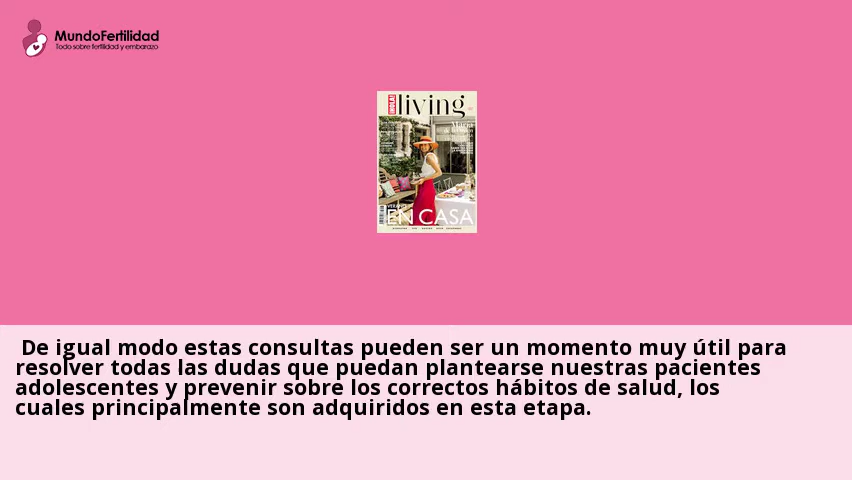 MundoFertilidad
Todo sobre fertilidad y embarazo
¡HOLA!
living
EN CASA
De igual modo estas consultas pueden ser un momento muy útil para
resolver todas las dudas que puedan plantearse nuestras pacientes
adolescentes y prevenir sobre los correctos hábitos de salud, los
cuales principalmente son adquiridos en esta etapa.